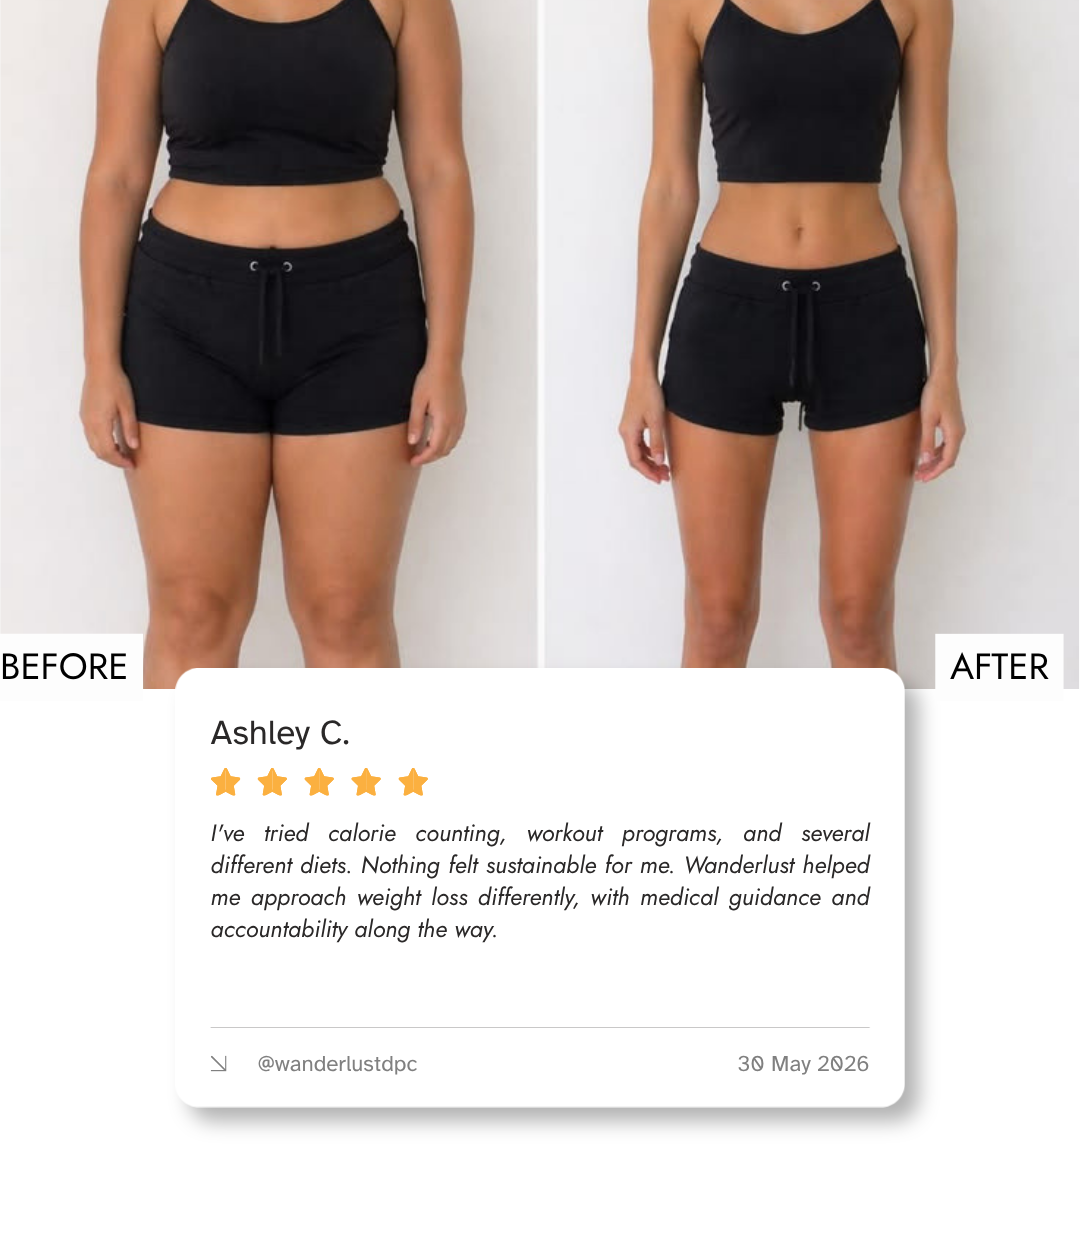 BEFORE
AFTER
Ashley C.
I've tried calorie counting, workout programs, and several
different diets. Nothing felt sustainable for me. Wanderlust helped
me approach weight loss differently, with medical guidance and
accountability along the way.
@wanderlustdpc
30 May 2026